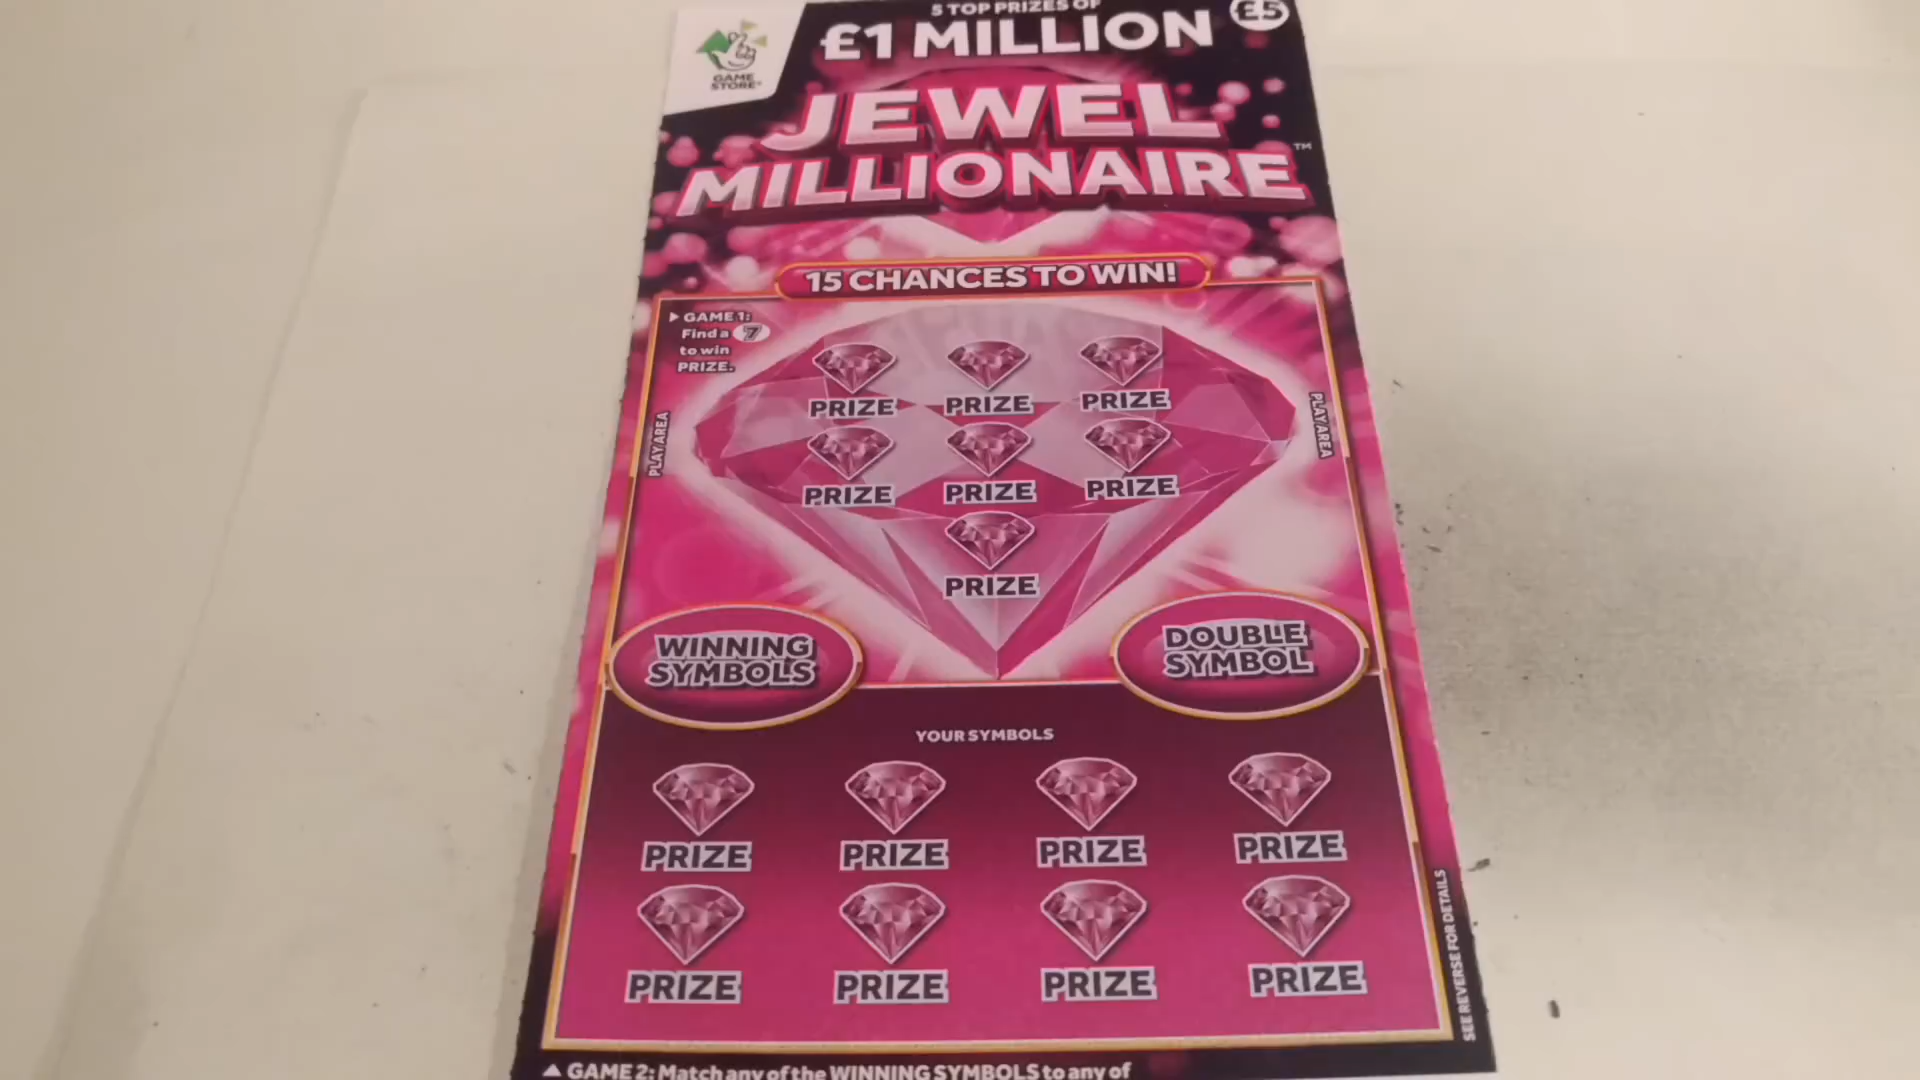 5 TOP PRIZES OF
£1 MILLION
£5
GAME
STORE®
JEWEL
MILLIONAIRE™
15 CHANCES TO WIN!
▶ GAME 1:
Find a 7
to win
PRIZE.
PLAY AREA
PLAY AREA
PRIZE PRIZE PRIZE
PRIZE PRIZE PRIZE
PRIZE
WINNING
SYMBOLS
DOUBLE
SYMBOL
YOUR SYMBOLS
PRIZE PRIZE PRIZE PRIZE
PRIZE PRIZE PRIZE PRIZE
SEE REVERSE FOR DETAILS
▲ GAME 2: Match any of the WINNING SYMBOLS to any of